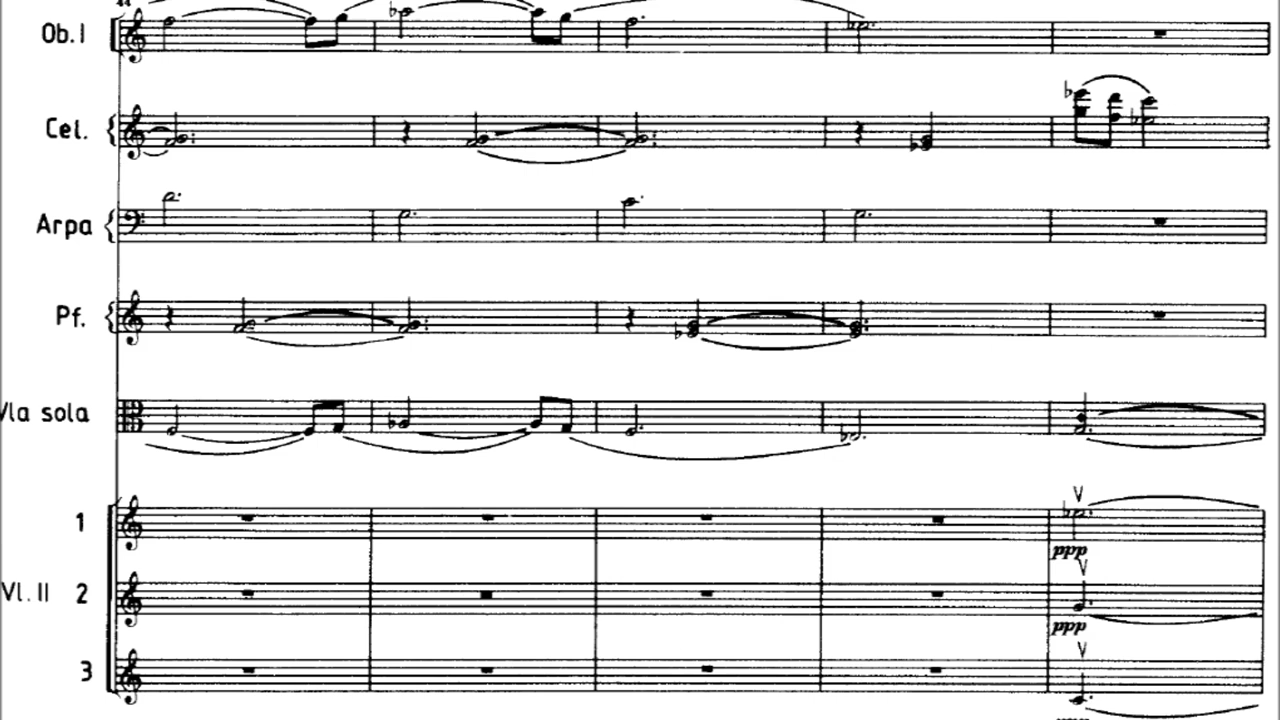 Ob. I
Cel.
Arpa
Pf.
Vla sola
1
ppp
Vl. II 2
ppp
3